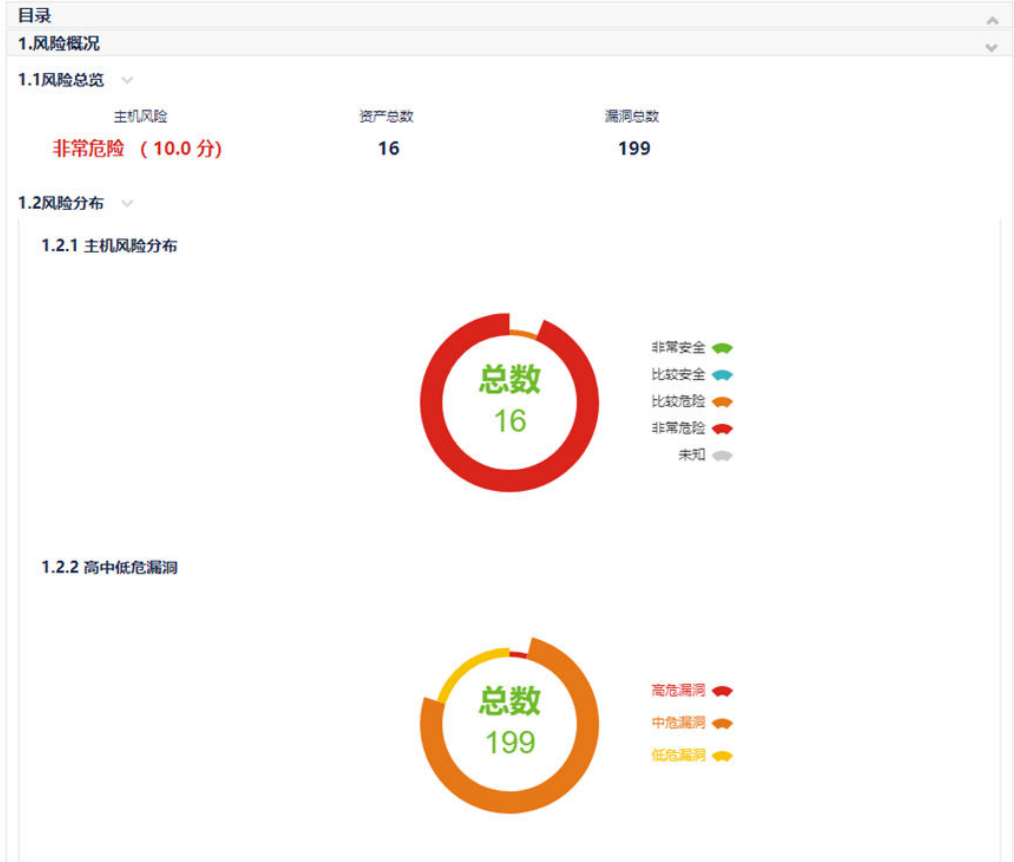 目录
1.风险概况
1.1风险总览
主机风险 资产总数 漏洞总数
非常危险 （10.0 分) 16 199
1.2风险分布
1.2.1 主机风险分布
总数
16
非常安全
比较安全
比较危险
非常危险
未知
1.2.2 高中低危漏洞
总数
199
高危漏洞
中危漏洞
低危漏洞